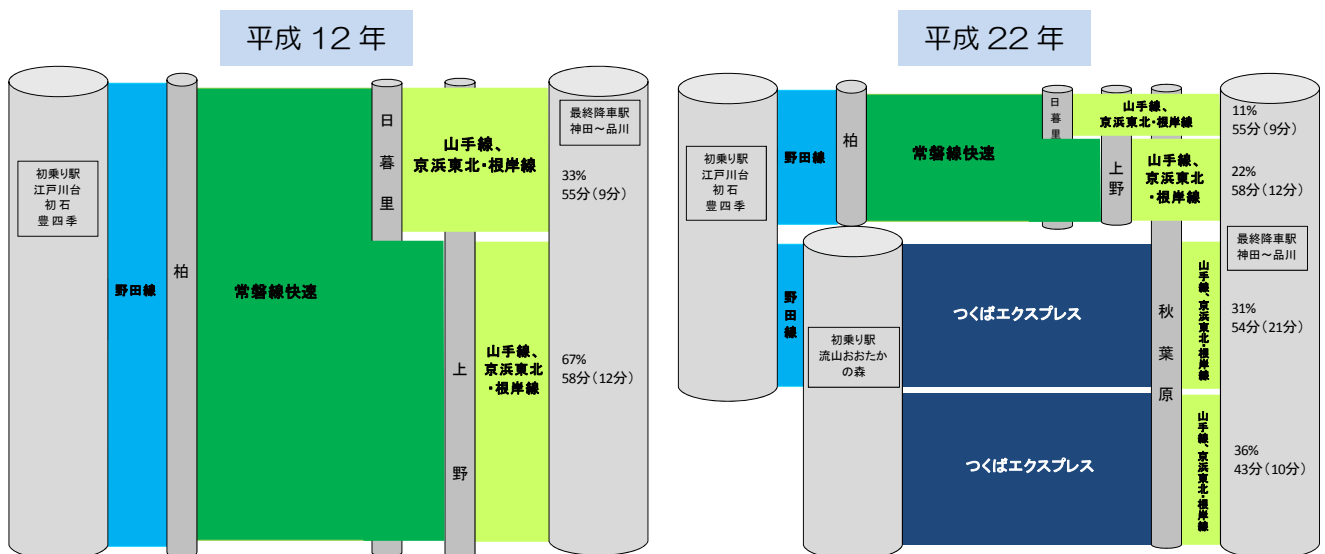 平成 12 年
初乗り駅
江戸川台
初石
豊四季
野田線
柏
常磐線快速
日暮里
山手線、
京浜東北・根岸線
上野
山手線、
京浜東北
・根岸線
最終降車駅
神田～品川
33%
55分(9分)
67%
58分(12分)
平成 22 年
初乗り駅
江戸川台
初石
豊四季
野田線
柏
常磐線快速
日暮里
山手線、
京浜東北・根岸線
上野
山手線、
京浜東北
・根岸線
11%
55分(9分)
22%
58分(12分)
最終降車駅
神田～品川
野田線
初乗り駅
流山おおたか
の森
つくばエクスプレス
秋葉原
山手線、京浜東北・根岸線
31%
54分(21分)
つくばエクスプレス
山手線、京浜東北・根岸線
36%
43分(10分)